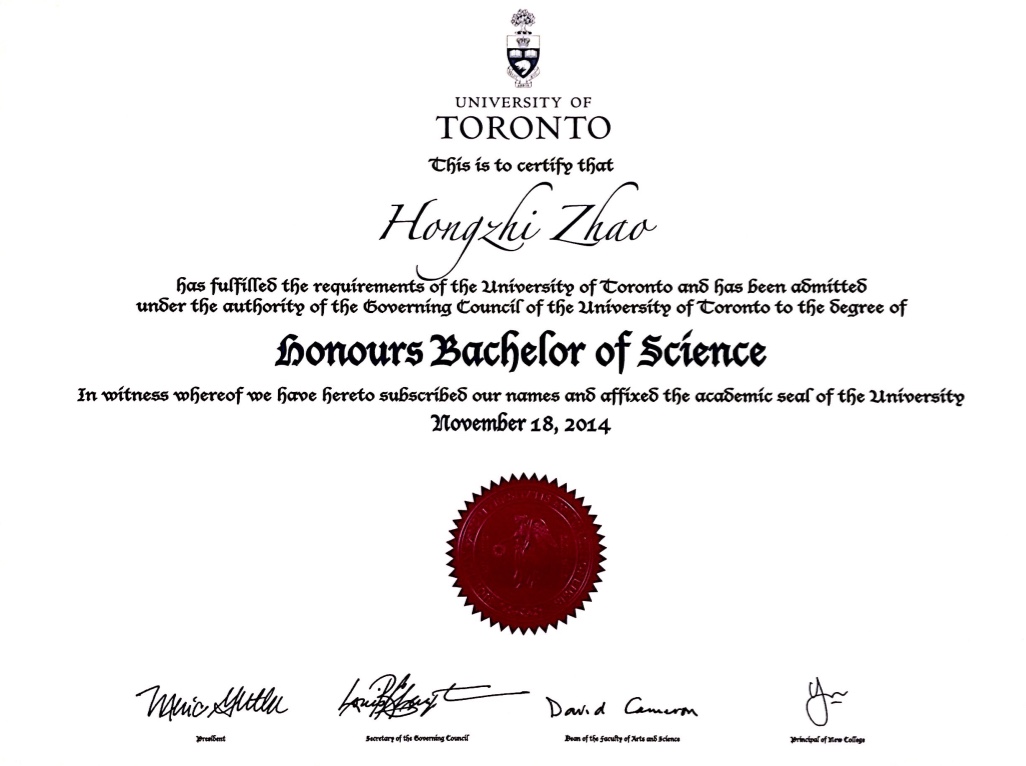 UNIVERSITY OF
TORONTO
This is to certify that
Hongzhi Zhao
has fulfilled the requirements of the University of Toronto and has been admitted
under the authority of the Governing Council of the University of Toronto to the degree of
Honours Bachelor of Science
In witness whereof we have hereto subscribed our names and affixed the academic seal of the University
November 18, 2014
David Cameron
President
Secretary of the Governing Council
Dean of the Faculty of Arts and Science
Principal of New College